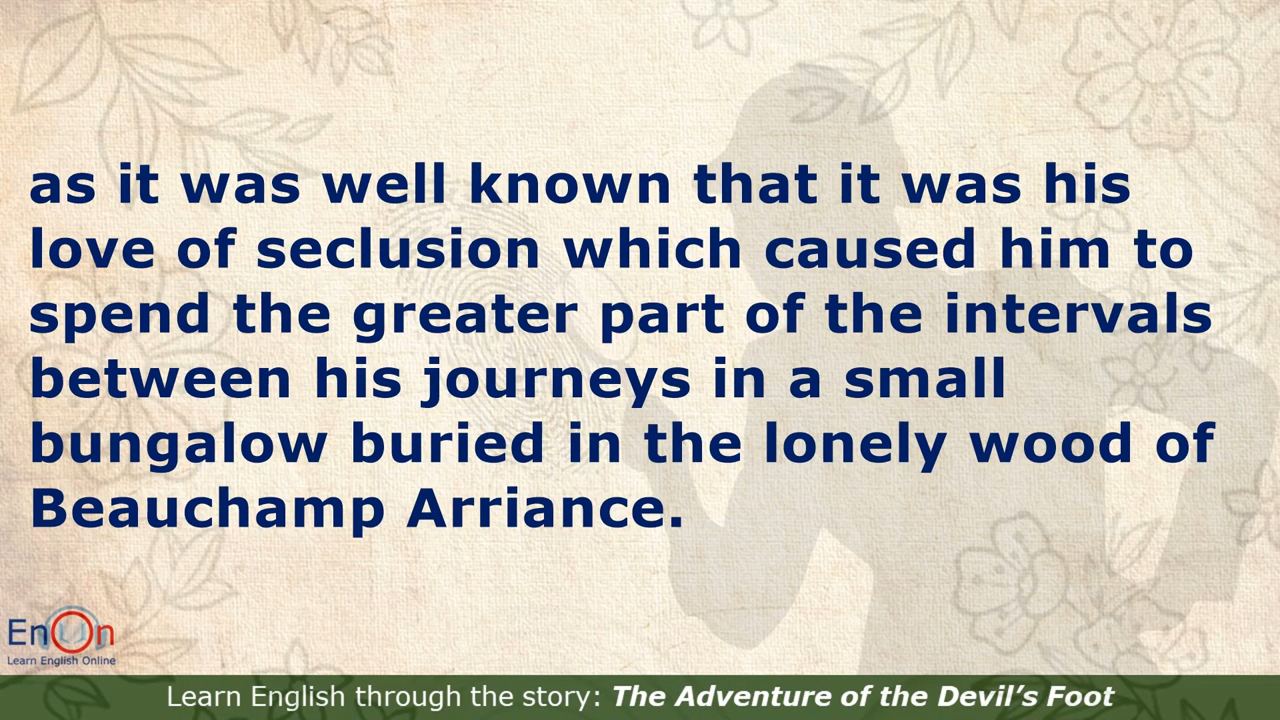 as it was well known that it was his
love of seclusion which caused him to
spend the greater part of the intervals
between his journeys in a small
bungalow buried in the lonely wood of
Beauchamp Arriance.
EnOn
Learn English Online
Learn English through the story: The Adventure of the Devil’s Foot